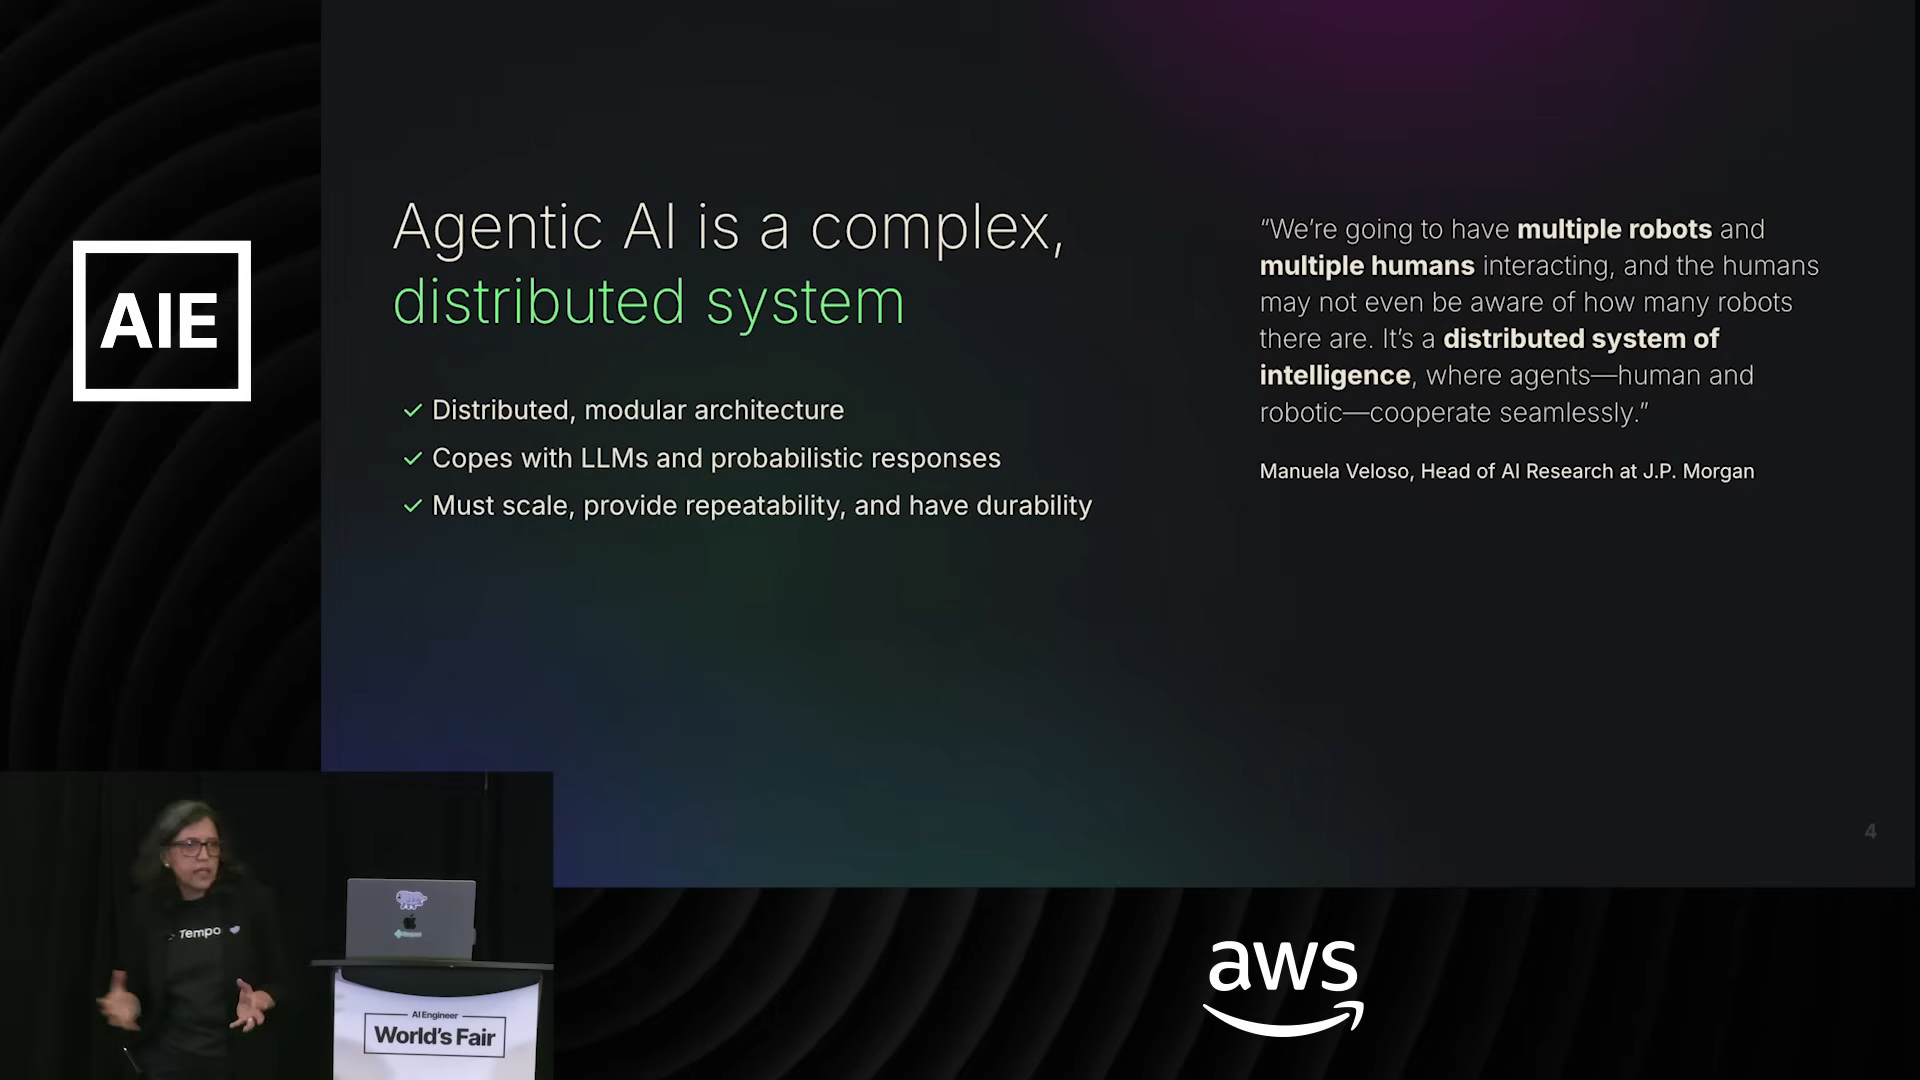 AIE
Agentic AI is a complex,
distributed system
Distributed, modular architecture
Copes with LLMs and probabilistic responses
Must scale, provide repeatability, and have durability
“We’re going to have multiple robots and
multiple humans interacting, and the humans
may not even be aware of how many robots
there are. It’s a distributed system of
intelligence, where agents—human and
robotic—cooperate seamlessly.”
Manuela Veloso, Head of AI Research at J.P. Morgan
4
Tempo
AI Engineer
World’s Fair
aws